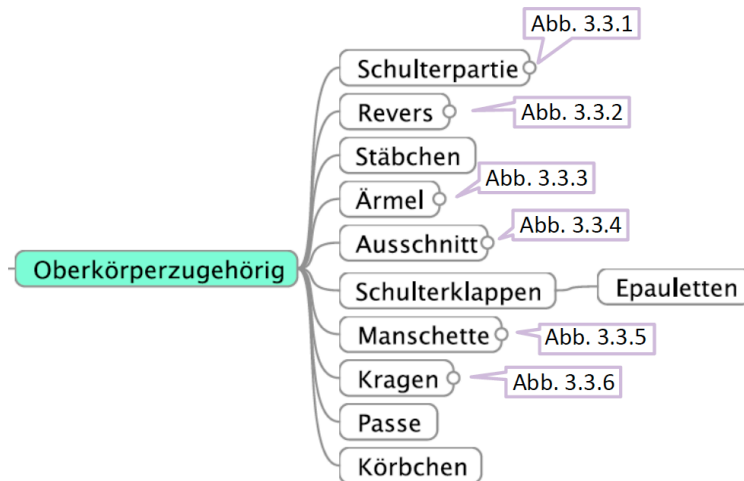 Abb. 3.3.1
Schulterpartie
Revers
Abb. 3.3.2
Stäbchen
Ärmel
Abb. 3.3.3
Ausschnitt
Abb. 3.3.4
Oberkörperzugehörig
Schulterklappen
Epauletten
Manschette
Abb. 3.3.5
Kragen
Abb. 3.3.6
Passe
Körbchen